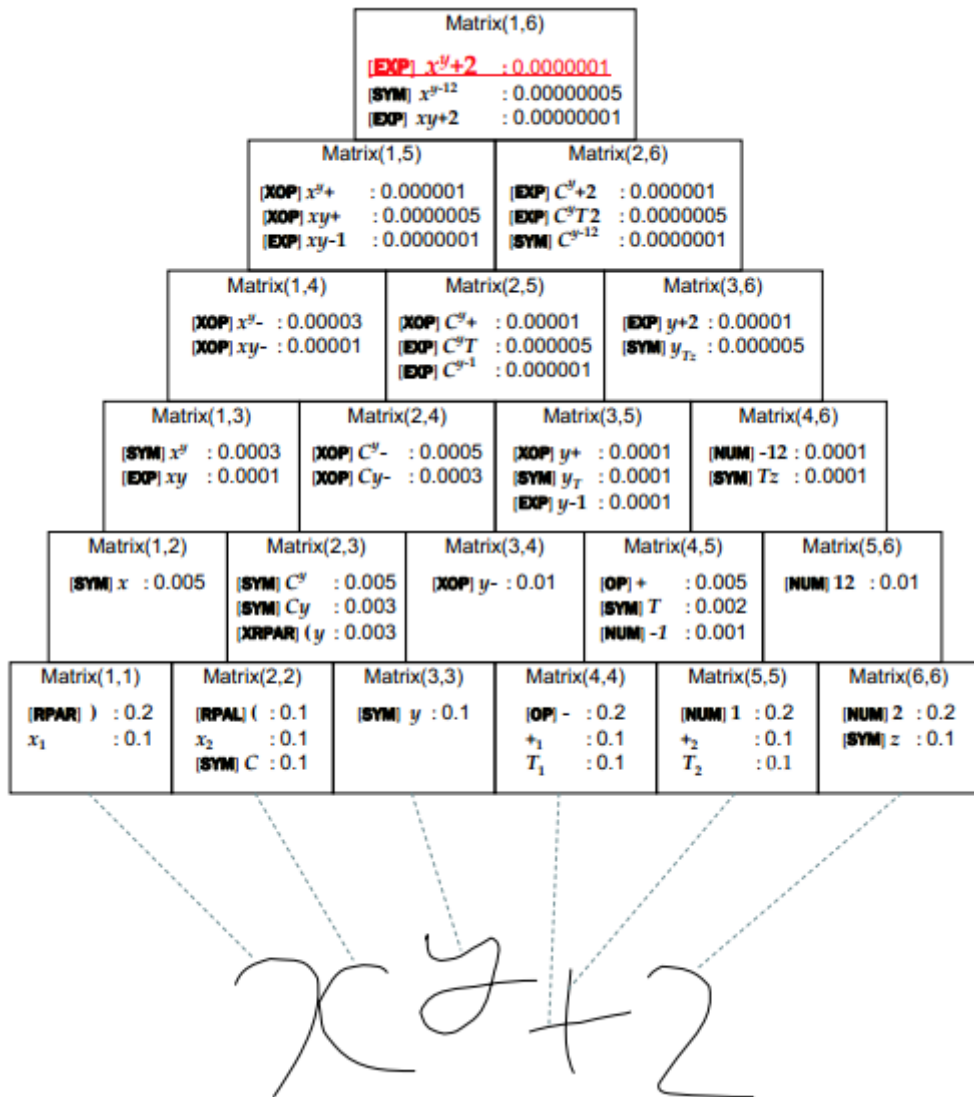 Matrix(1,6)
[EXP] x^y+2 : 0.0000001
[SYM] x^y-12 : 0.00000005
[EXP] xy+2 : 0.00000001
Matrix(1,5)
[XOP] x^y+ : 0.000001
[XOP] xy+ : 0.0000005
[EXP] xy-1 : 0.0000001
Matrix(2,6)
[EXP] C^y+2 : 0.000001
[EXP] C^yT2 : 0.0000005
[SYM] C^y-12 : 0.0000001
Matrix(1,4)
[XOP] x^y- : 0.00003
[XOP] xy- : 0.00001
Matrix(2,5)
[XOP] C^y+ : 0.00001
[EXP] C^yT : 0.000005
[EXP] C^y-1 : 0.000001
Matrix(3,6)
[EXP] y+2 : 0.00001
[SYM] y_Tz : 0.000005
Matrix(1,3)
[SYM] x^y : 0.0003
[EXP] xy : 0.0001
Matrix(2,4)
[XOP] C^y- : 0.0005
[XOP] Cy- : 0.0003
Matrix(3,5)
[XOP] y+ : 0.0001
[SYM] y_T : 0.0001
[EXP] y-1 : 0.0001
Matrix(4,6)
[NUM] -12 : 0.0001
[SYM] Tz : 0.0001
Matrix(1,2)
[SYM] x : 0.005
Matrix(2,3)
[SYM] C^y : 0.005
[SYM] Cy : 0.003
[XRPAR] (y : 0.003
Matrix(3,4)
[XOP] y- : 0.01
Matrix(4,5)
[OP] + : 0.005
[SYM] T : 0.002
[NUM] -1 : 0.001
Matrix(5,6)
[NUM] 12 : 0.01
Matrix(1,1)
[RPAR] ) : 0.2
x₁ : 0.1
Matrix(2,2)
[RPAL] ( : 0.1
x₂ : 0.1
[SYM] C : 0.1
Matrix(3,3)
[SYM] y : 0.1
Matrix(4,4)
[OP] - : 0.2
+₁ : 0.1
T₁ : 0.1
Matrix(5,5)
[NUM] 1 : 0.2
+₂ : 0.1
T₂ : 0.1
Matrix(6,6)
[NUM] 2 : 0.2
[SYM] z : 0.1
x^y+2